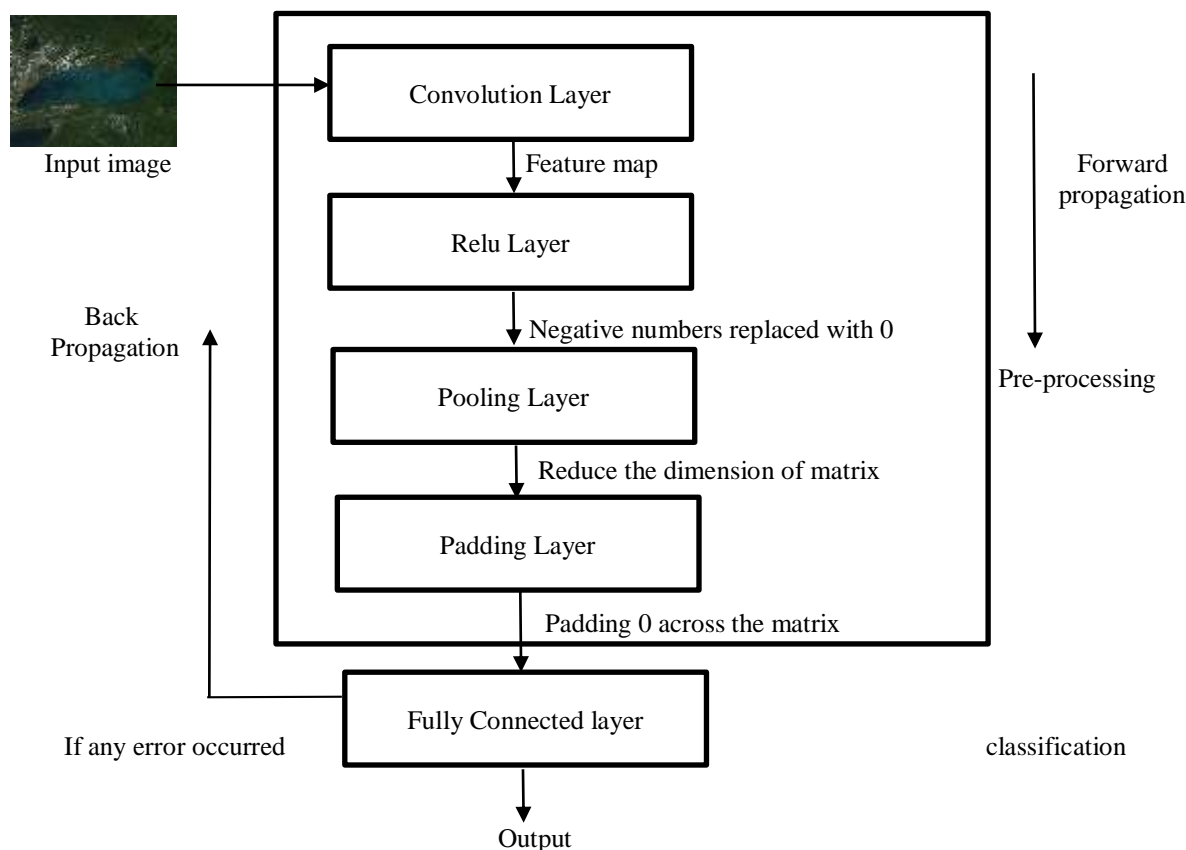 Convolution Layer
Input image
Feature map
Forward
propagation
Relu Layer
Back
Propagation
Negative numbers replaced with 0
Pre-processing
Pooling Layer
Reduce the dimension of matrix
Padding Layer
Padding 0 across the matrix
Fully Connected layer
If any error occurred
classification
Output